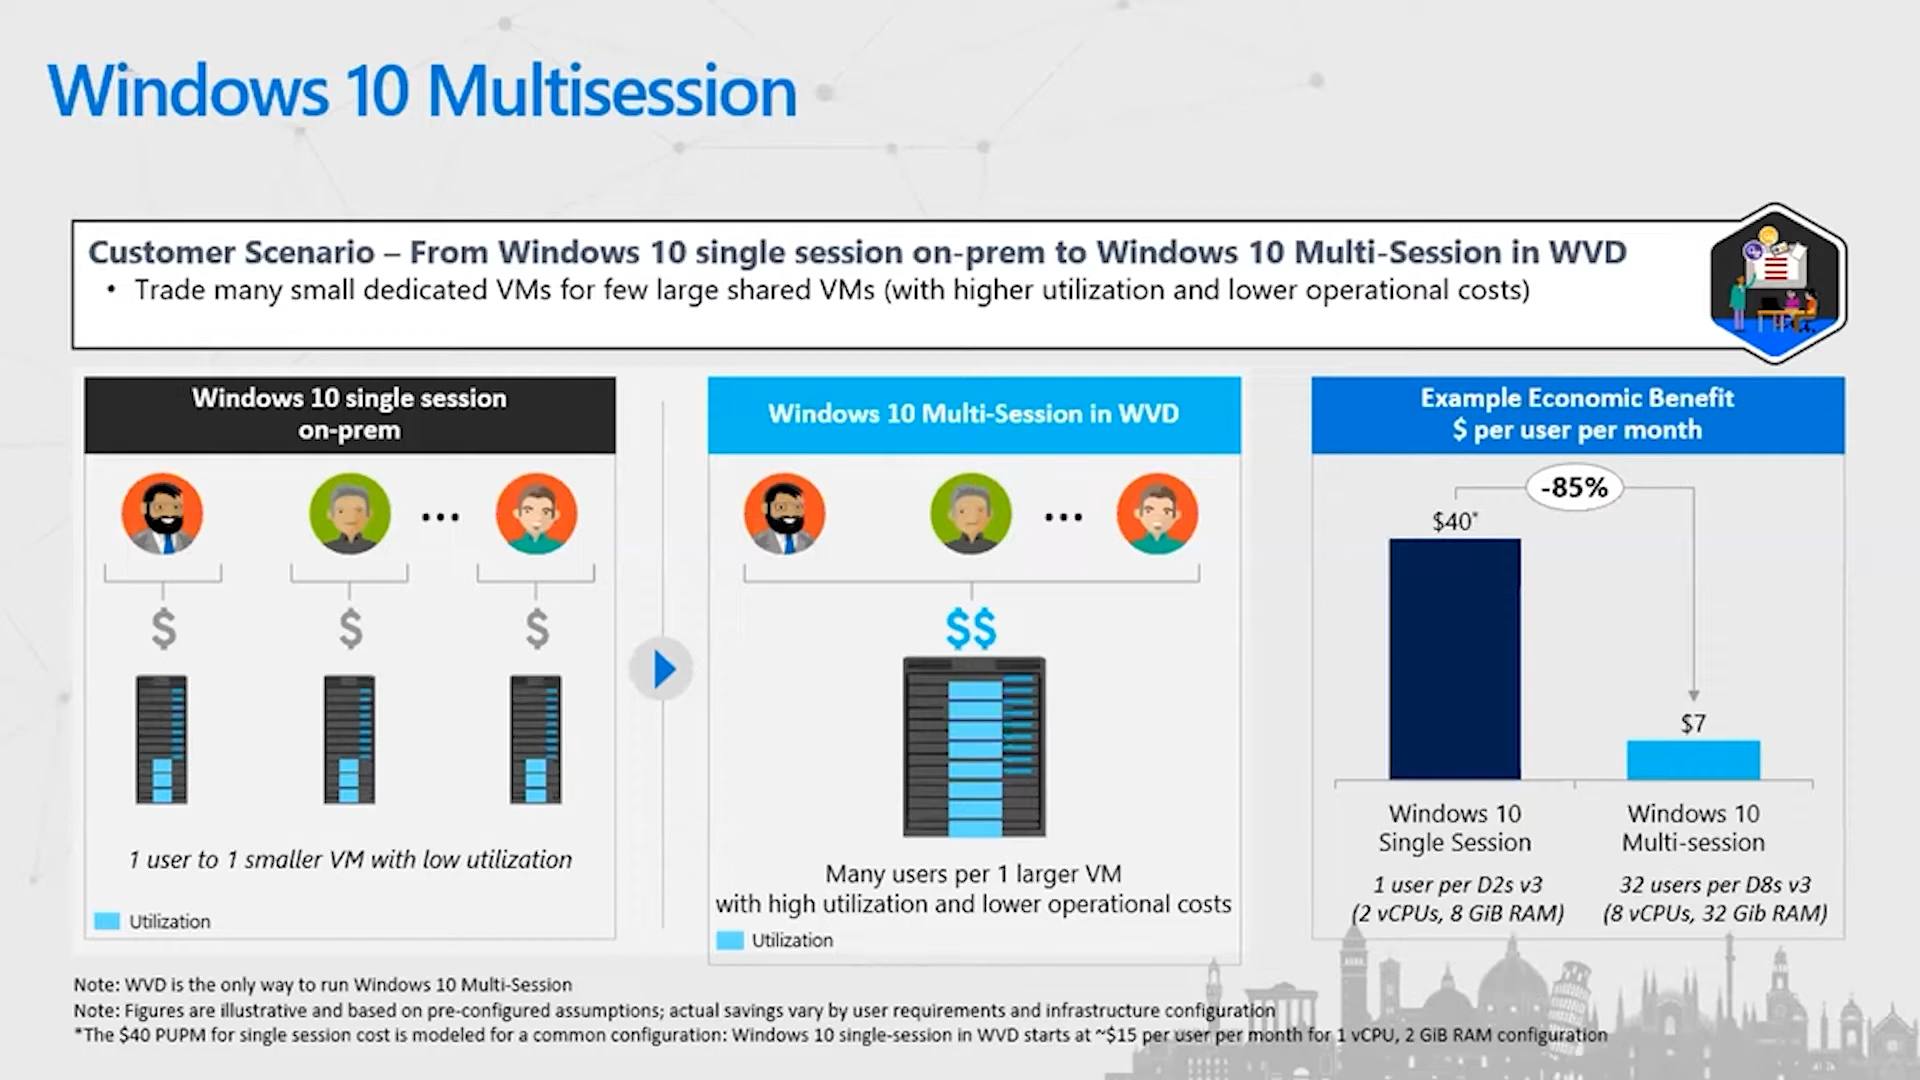 Windows 10 Multisession
Customer Scenario – From Windows 10 single session on-prem to Windows 10 Multi-Session in WVD
• Trade many small dedicated VMs for few large shared VMs (with higher utilization and lower operational costs)
Windows 10 single session
on-prem
...
$ $ $
1 user to 1 smaller VM with low utilization
Utilization
Windows 10 Multi-Session in WVD
...
$$
Many users per 1 larger VM
with high utilization and lower operational costs
Utilization
Example Economic Benefit
$ per user per month
-85%
$40*
$7
Windows 10
Single Session
1 user per D2s v3
(2 vCPUs, 8 GiB RAM)
Windows 10
Multi-session
32 users per D8s v3
(8 vCPUs, 32 Gib RAM)
Note: WVD is the only way to run Windows 10 Multi-Session
Note: Figures are illustrative and based on pre-configured assumptions; actual savings vary by user requirements and infrastructure configuration
*The $40 PUPM for single session cost is modeled for a common configuration: Windows 10 single-session in WVD starts at ~$15 per user per month for 1 vCPU, 2 GiB RAM configuration